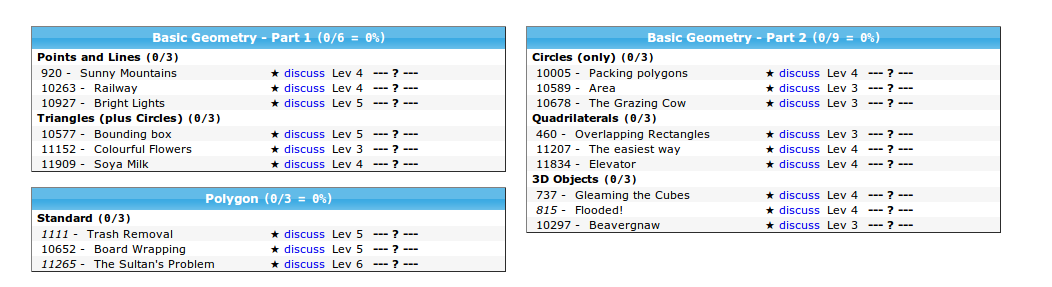 Basic Geometry - Part 1 (0/6 = 0%)
Points and Lines (0/3)
920 - Sunny Mountains ★ discuss Lev 4 --- ? ---
10263 - Railway ★ discuss Lev 4 --- ? ---
10927 - Bright Lights ★ discuss Lev 5 --- ? ---
Triangles (plus Circles) (0/3)
10577 - Bounding box ★ discuss Lev 5 --- ? ---
11152 - Colourful Flowers ★ discuss Lev 3 --- ? ---
11909 - Soya Milk ★ discuss Lev 4 --- ? ---
Polygon (0/3 = 0%)
Standard (0/3)
1111 - Trash Removal ★ discuss Lev 5 --- ? ---
10652 - Board Wrapping ★ discuss Lev 5 --- ? ---
11265 - The Sultan's Problem ★ discuss Lev 6 --- ? ---
Basic Geometry - Part 2 (0/9 = 0%)
Circles (only) (0/3)
10005 - Packing polygons ★ discuss Lev 4 --- ? ---
10589 - Area ★ discuss Lev 3 --- ? ---
10678 - The Grazing Cow ★ discuss Lev 3 --- ? ---
Quadrilaterals (0/3)
460 - Overlapping Rectangles ★ discuss Lev 3 --- ? ---
11207 - The easiest way ★ discuss Lev 4 --- ? ---
11834 - Elevator ★ discuss Lev 4 --- ? ---
3D Objects (0/3)
737 - Gleaming the Cubes ★ discuss Lev 4 --- ? ---
815 - Flooded! ★ discuss Lev 4 --- ? ---
10297 - Beavergnaw ★ discuss Lev 3 --- ? ---